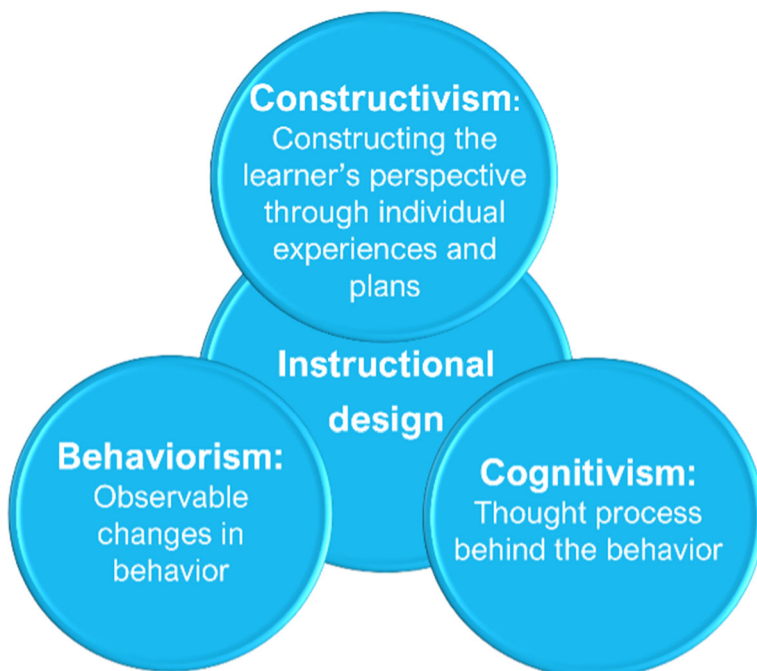 Constructivism:
Constructing the
learner’s perspective
through individual
experiences and
plans
Instructional
design
Behaviorism:
Observable
changes in
behavior
Cognitivism:
Thought process
behind the behavior